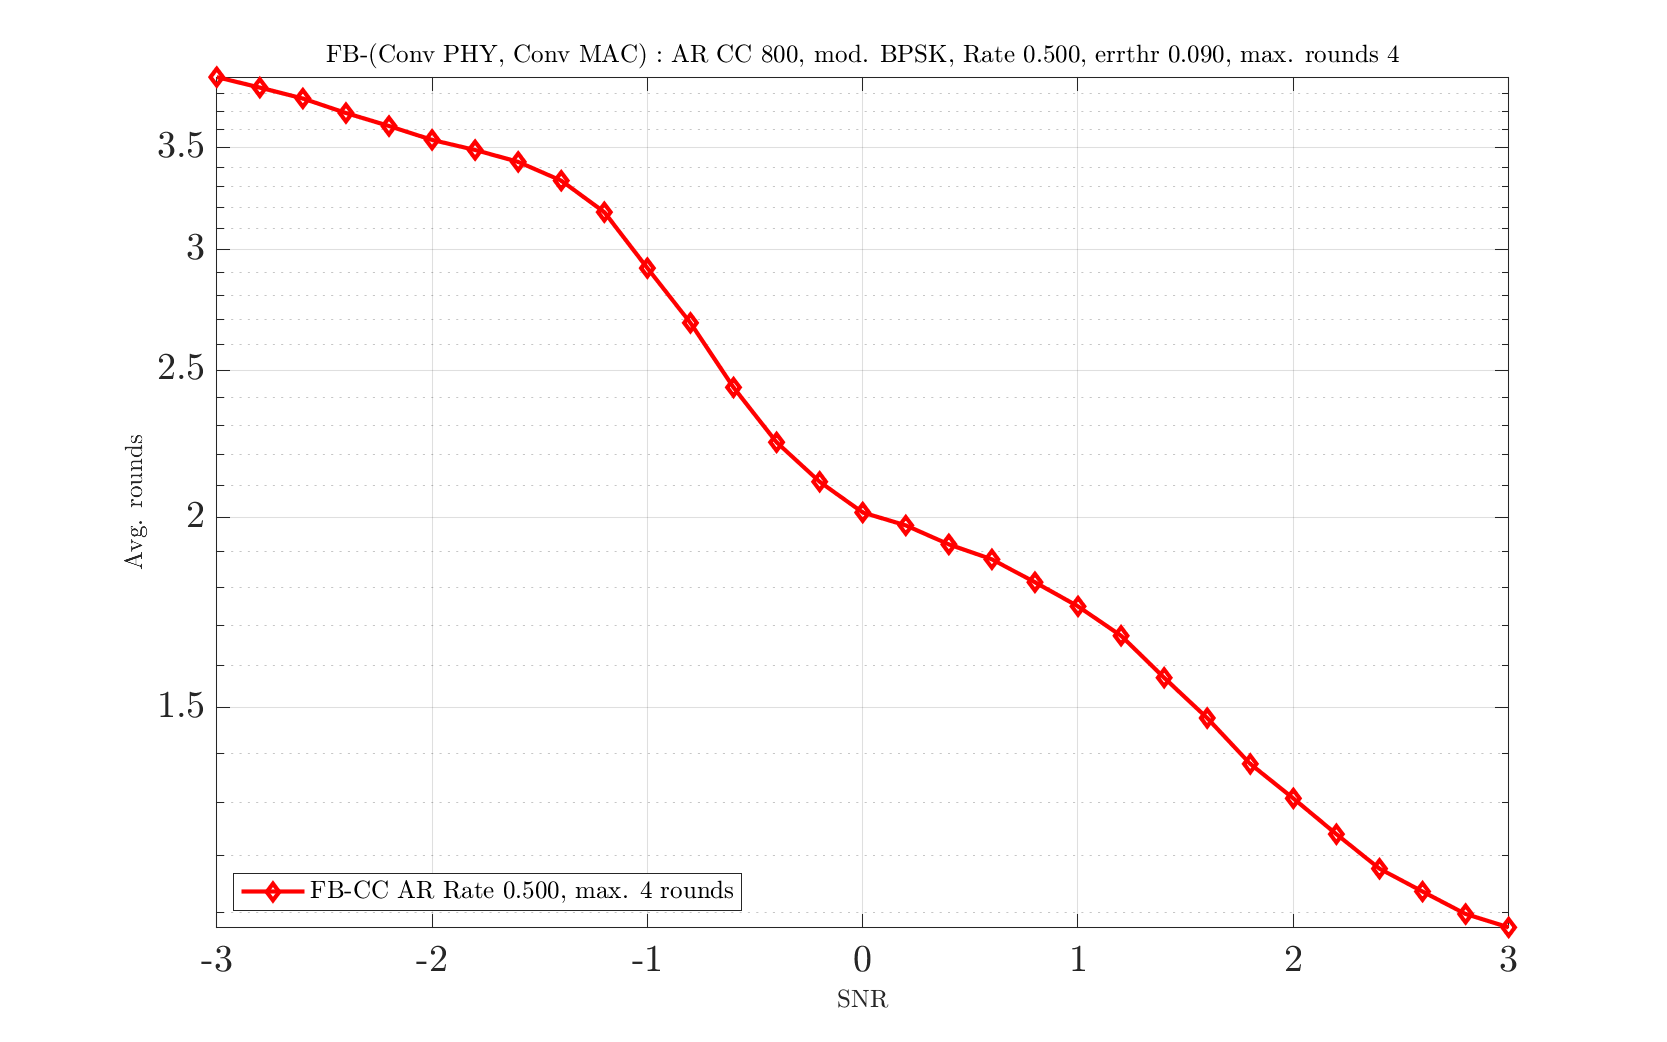 FB-(Conv PHY, Conv MAC) : AR CC 800, mod. BPSK, Rate 0.500, errthr 0.090, max. rounds 4
3.5
3
2.5
2
1.5
Avg. rounds
FB-CC AR Rate 0.500, max. 4 rounds
-3 -2 -1 0 1 2 3
SNR